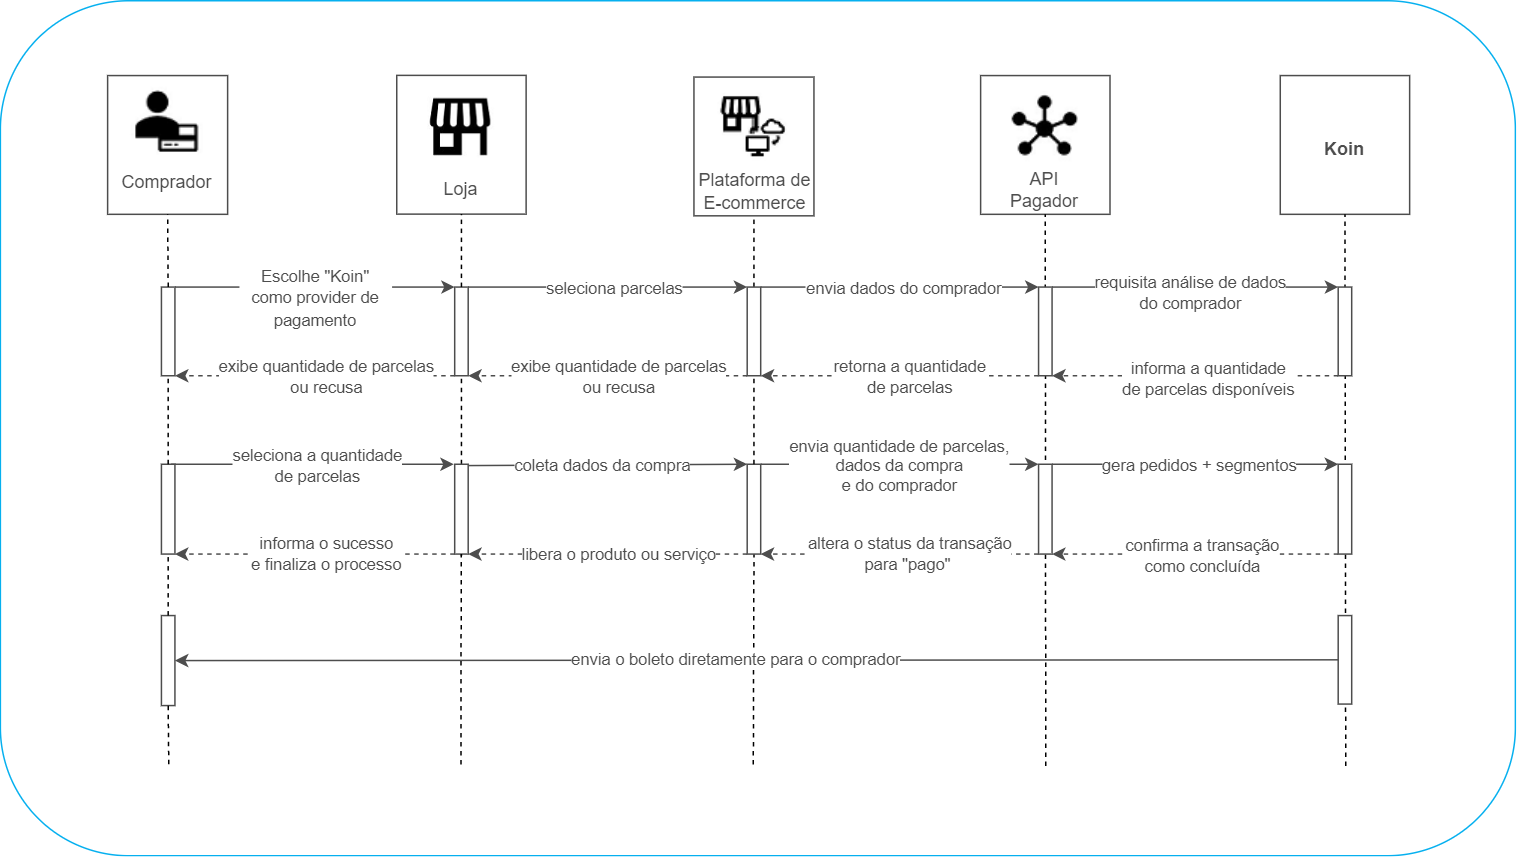 Comprador
Loja
Plataforma de
E-commerce
API
Pagador
Koin
Escolhe "Koin"
como provider de
pagamento
seleciona parcelas
envia dados do comprador
requisita análise de dados
do comprador
exibe quantidade de parcelas
ou recusa
exibe quantidade de parcelas
ou recusa
retorna a quantidade
de parcelas
informa a quantidade
de parcelas disponíveis
seleciona a quantidade
de parcelas
coleta dados da compra
envia quantidade de parcelas,
dados da compra
e do comprador
gera pedidos + segmentos
informa o sucesso
e finaliza o processo
libera o produto ou serviço
altera o status da transação
para "pago"
confirma a transação
como concluída
envia o boleto diretamente para o comprador